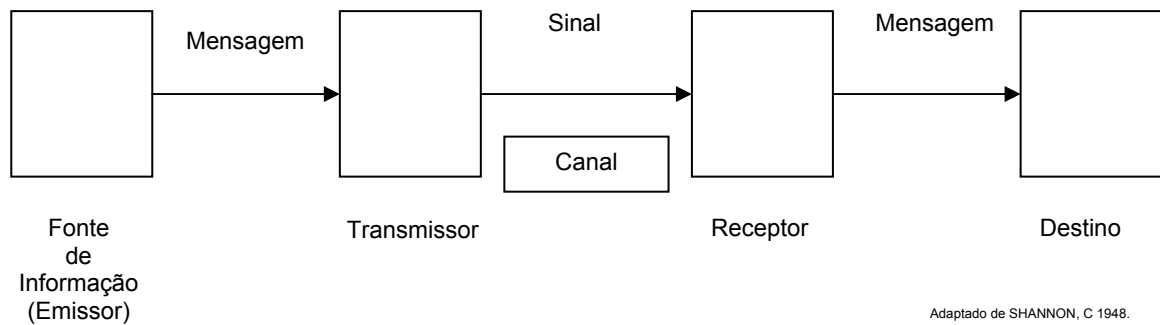 Mensagem
Sinal
Mensagem
Canal
Fonte
de
Informação
(Emissor)
Transmissor
Receptor
Destino
Adaptado de SHANNON, C 1948.